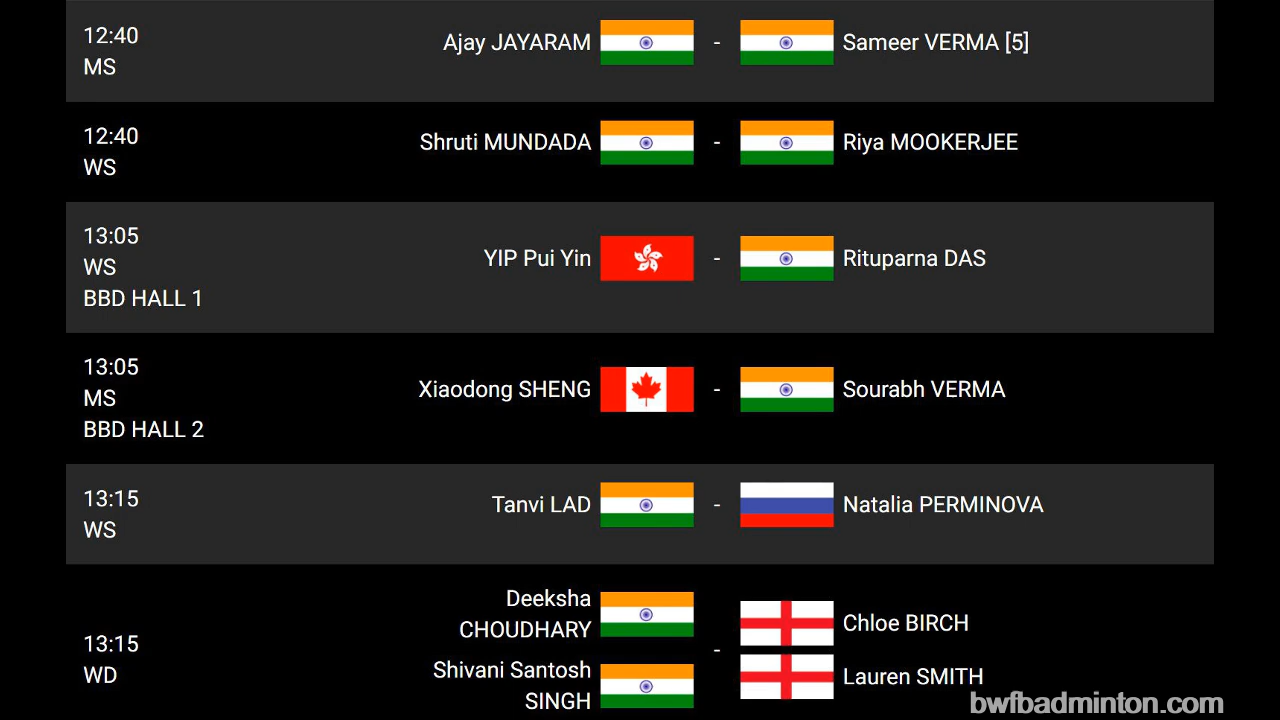 12:40
MS
Ajay JAYARAM - Sameer VERMA [5]
12:40
WS
Shruti MUNDADA - Riya MOOKERJEE
13:05
WS
BBD HALL 1
YIP Pui Yin - Rituparna DAS
13:05
MS
BBD HALL 2
Xiaodong SHENG - Sourabh VERMA
13:15
WS
Tanvi LAD - Natalia PERMINOVA
13:15
WD
Deeksha
CHOUDHARY
Shivani Santosh
SINGH
-
Chloe BIRCH
Lauren SMITH
bwfbadminton.com